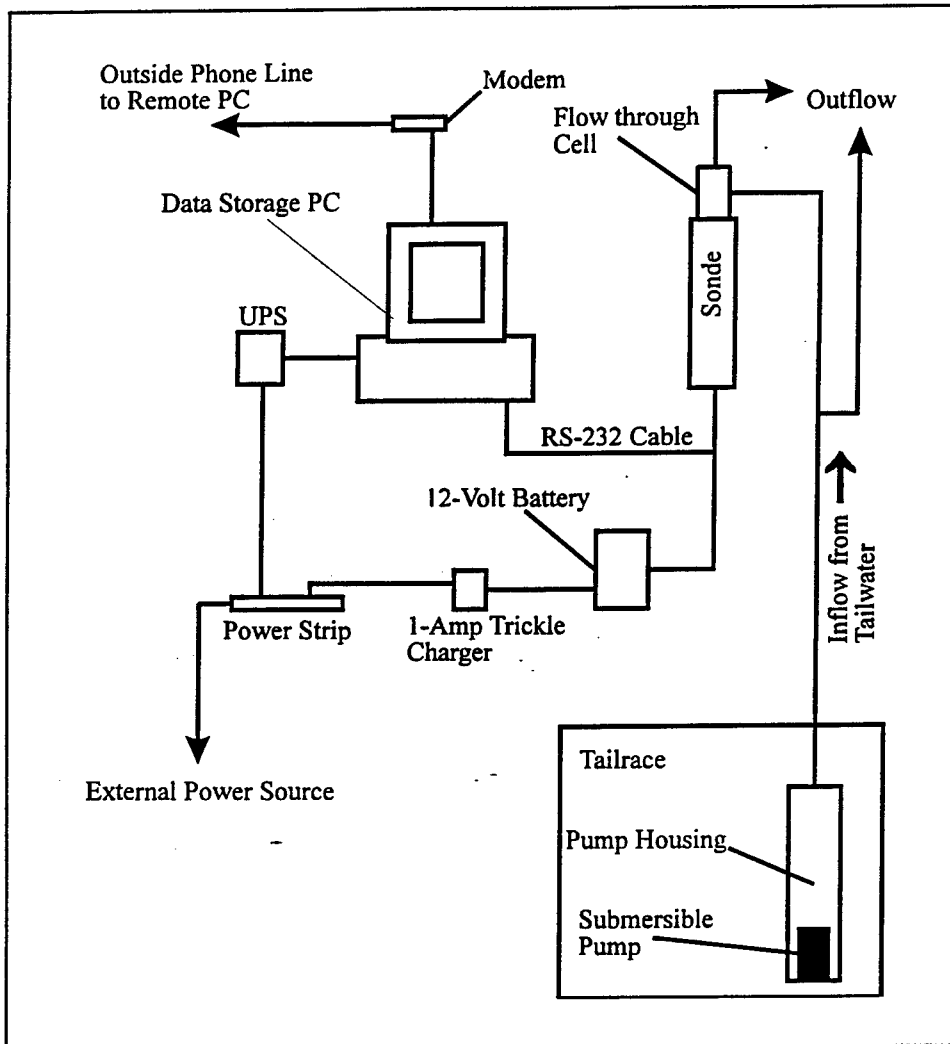 Outside Phone Line
to Remote PC
Modem
Outflow
Flow through
Cell
Data Storage PC
Sonde
UPS
RS-232 Cable
12-Volt Battery
Inflow from
Tailwater
Power Strip
1-Amp Trickle
Charger
Tailrace
External Power Source
Pump Housing
Submersible
Pump